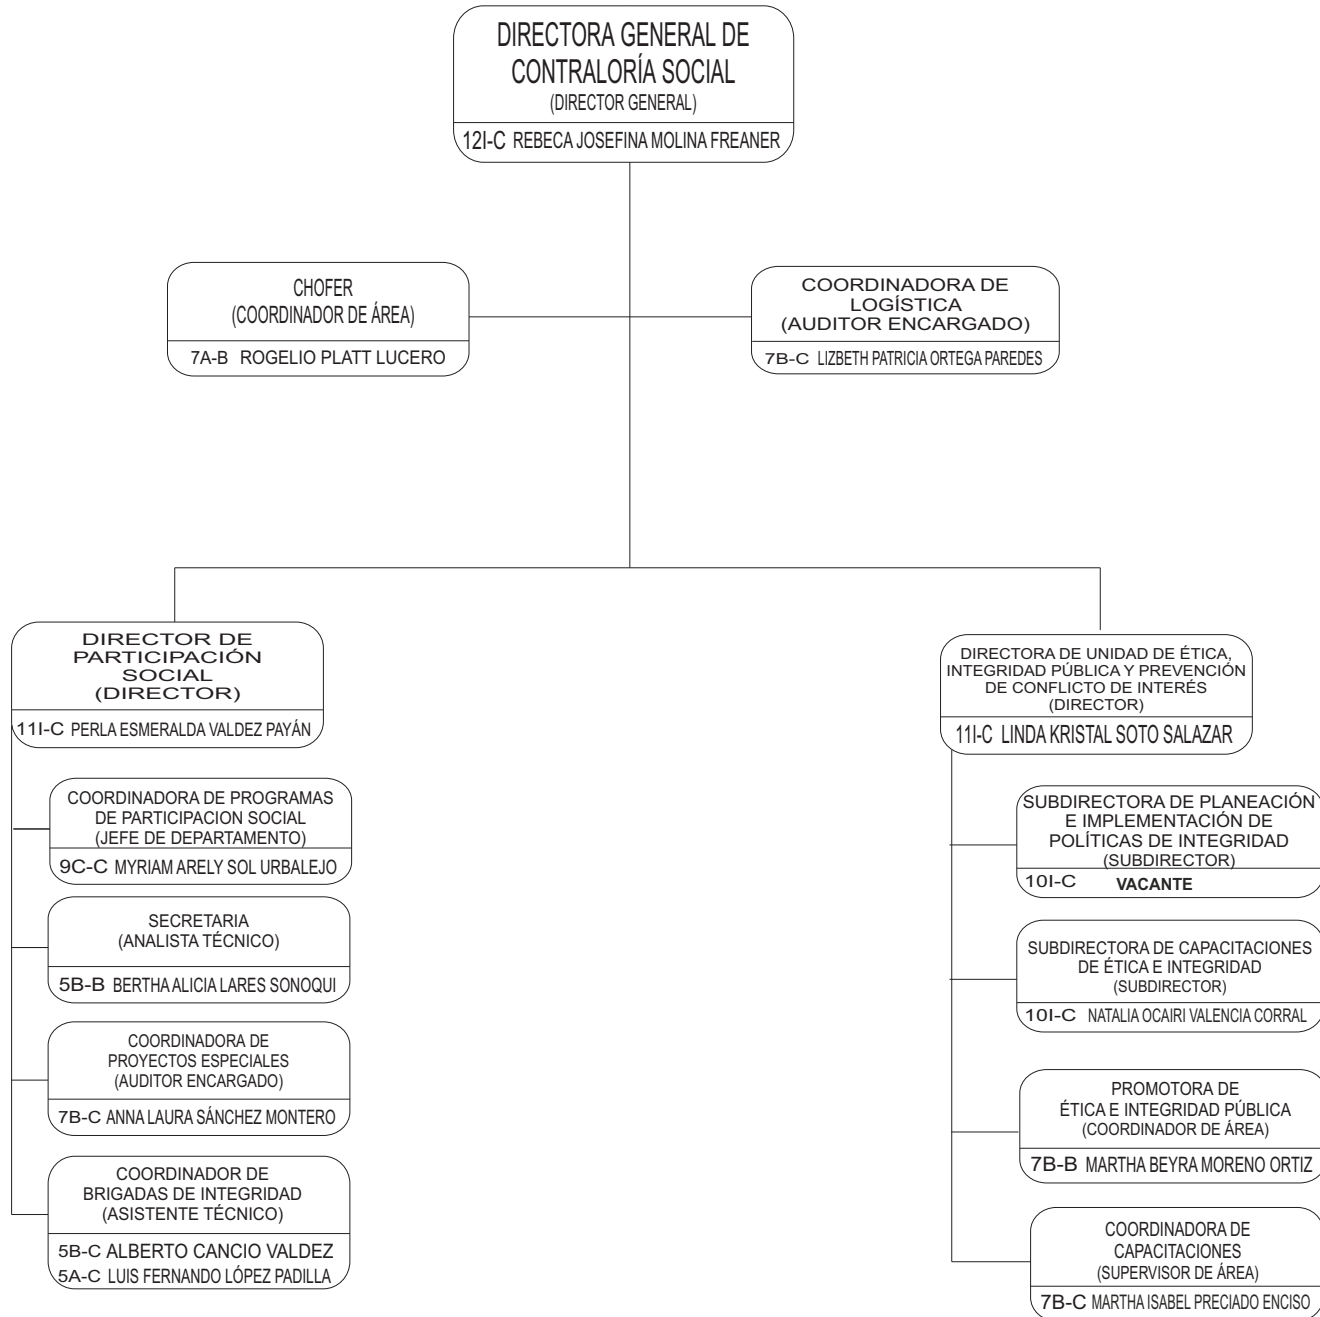 DIRECTORA GENERAL DE
CONTRALORÍA SOCIAL
(DIRECTOR GENERAL)
12I-C REBECA JOSEFINA MOLINA FREANER
CHOFER
(COORDINADOR DE ÁREA)
7A-B ROGELIO PLATT LUCERO
COORDINADORA DE
LOGÍSTICA
(AUDITOR ENCARGADO)
7B-C LIZBETH PATRICIA ORTEGA PAREDES
DIRECTOR DE
PARTICIPACIÓN
SOCIAL
(DIRECTOR)
11I-C PERLA ESMERALDA VALDEZ PAYÁN
COORDINADORA DE PROGRAMAS
DE PARTICIPACION SOCIAL
(JEFE DE DEPARTAMENTO)
9C-C MYRIAM ARELY SOL URBALEJO
SECRETARIA
(ANALISTA TÉCNICO)
5B-B BERTHA ALICIA LARES SONOQUI
COORDINADORA DE
PROYECTOS ESPECIALES
(AUDITOR ENCARGADO)
7B-C ANNA LAURA SÁNCHEZ MONTERO
COORDINADOR DE
BRIGADAS DE INTEGRIDAD
(ASISTENTE TÉCNICO)
5B-C ALBERTO CANCIO VALDEZ
5A-C LUIS FERNANDO LÓPEZ PADILLA
DIRECTORA DE UNIDAD DE ÉTICA,
INTEGRIDAD PÚBLICA Y PREVENCIÓN
DE CONFLICTO DE INTERÉS
(DIRECTOR)
11I-C LINDA KRISTAL SOTO SALAZAR
SUBDIRECTORA DE PLANEACIÓN
E IMPLEMENTACIÓN DE
POLÍTICAS DE INTEGRIDAD
(SUBDIRECTOR)
10I-C VACANTE
SUBDIRECTORA DE CAPACITACIONES
DE ÉTICA E INTEGRIDAD
(SUBDIRECTOR)
10I-C NATALIA OCAIRI VALENCIA CORRAL
PROMOTORA DE
ÉTICA E INTEGRIDAD PÚBLICA
(COORDINADOR DE ÁREA)
7B-B MARTHA BEYRA MORENO ORTIZ
COORDINADORA DE
CAPACITACIONES
(SUPERVISOR DE ÁREA)
7B-C MARTHA ISABEL PRECIADO ENCISO